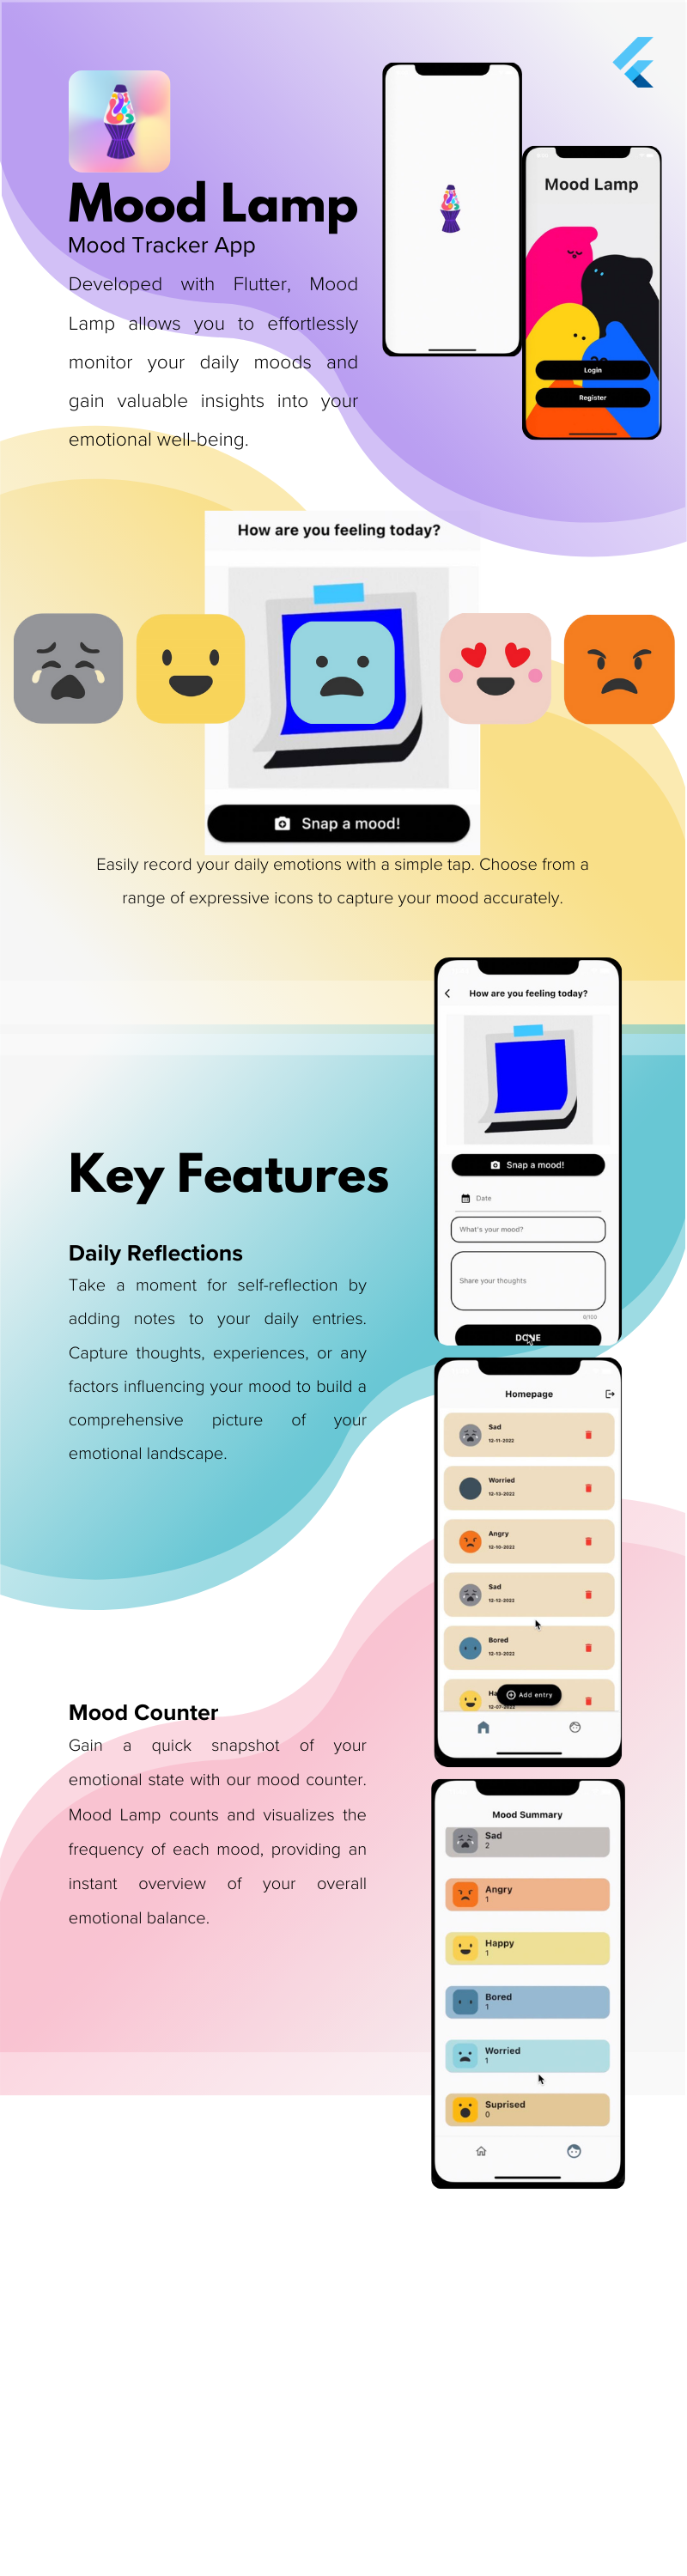 Mood Lamp
Mood Tracker App
Developed with Flutter, Mood
Lamp allows you to effortlessly
monitor your daily moods and
gain valuable insights into your
emotional well-being.
Mood Lamp
Login
Register
How are you feeling today?
Snap a mood!
Easily record your daily emotions with a simple tap. Choose from a
range of expressive icons to capture your mood accurately.
How are you feeling today?
Snap a mood!
Date
What's your mood?
Share your thoughts
0/100
DONE
Key Features
Daily Reflections
Take a moment for self-reflection by
adding notes to your daily entries.
Capture thoughts, experiences, or any
factors influencing your mood to build a
comprehensive picture of your
emotional landscape.
Homepage
Sad
12-11-2022
Worried
12-13-2022
Angry
12-10-2022
Sad
12-12-2022
Bored
12-13-2022
Ha
12-07-2022
Add entry
Mood Counter
Gain a quick snapshot of your
emotional state with our mood counter.
Mood Lamp counts and visualizes the
frequency of each mood, providing an
instant overview of your overall
emotional balance.
Mood Summary
Sad
2
Angry
1
Happy
1
Bored
1
Worried
1
Suprised
0